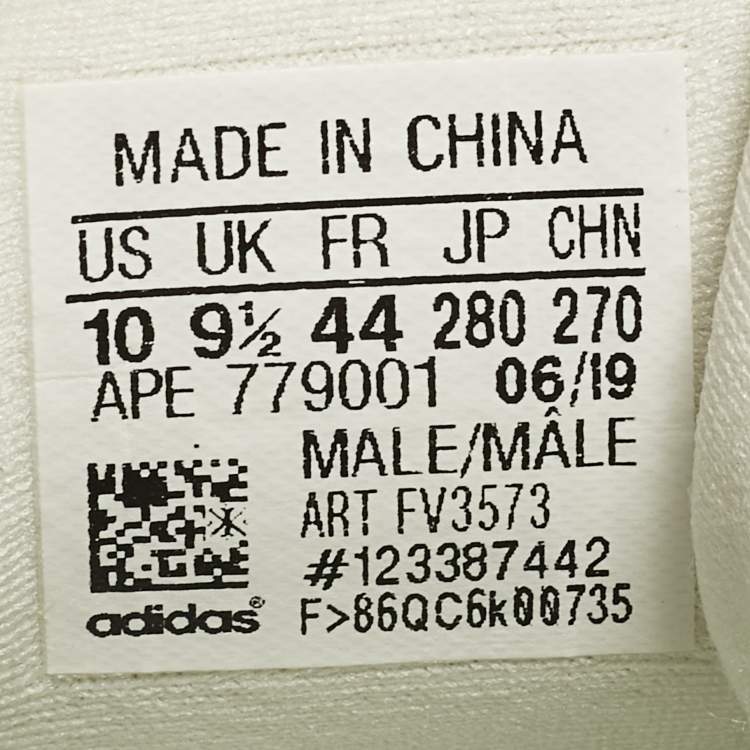 MADE IN CHINA
US UK FR JP CHN
10 9½ 44 280 270
APE 779001 06/19
MALE/MÂLE
ART FV3573
#123387442
adidas® F>86QC6k00735